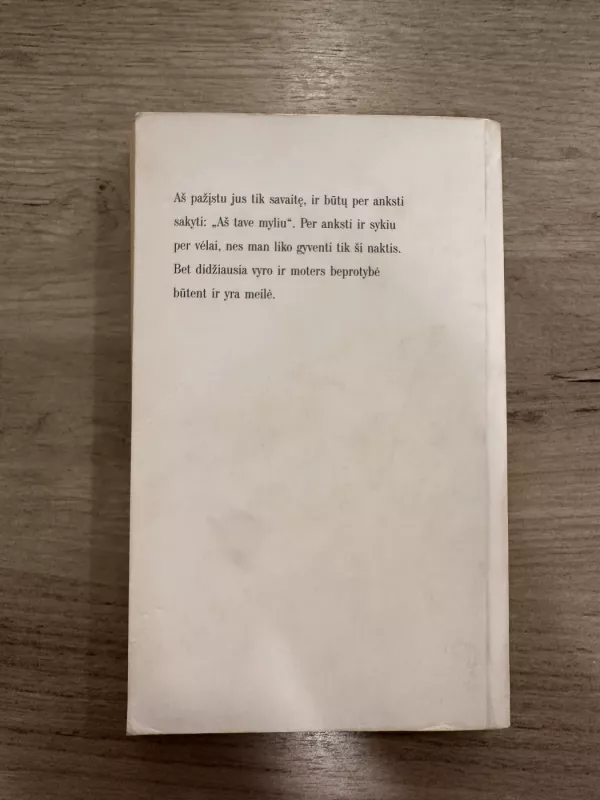 Aš pažįstu jus tik savaitę, ir būtų per anksti
sakyti: „Aš tave myliu“. Per anksti ir sykiu
per vėlai, nes man liko gyventi tik ši naktis.
Bet didžiausia vyro ir moters beprotybė
būtent ir yra meilė.